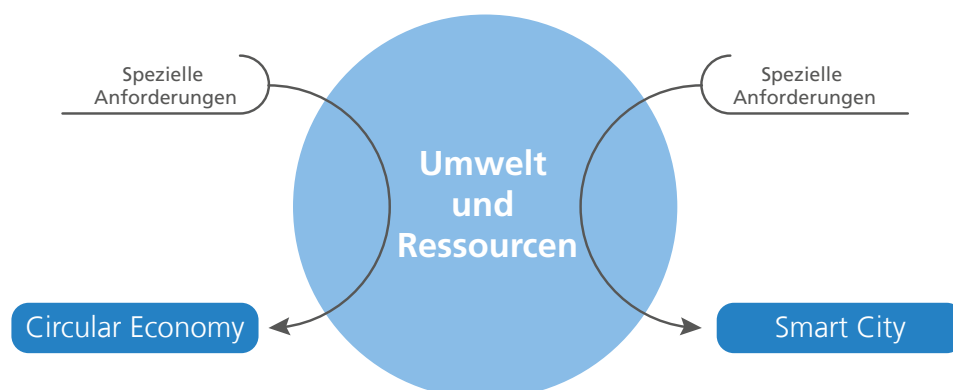 Spezielle
Anforderungen
Spezielle
Anforderungen
Umwelt
und
Ressourcen
Circular Economy
Smart City